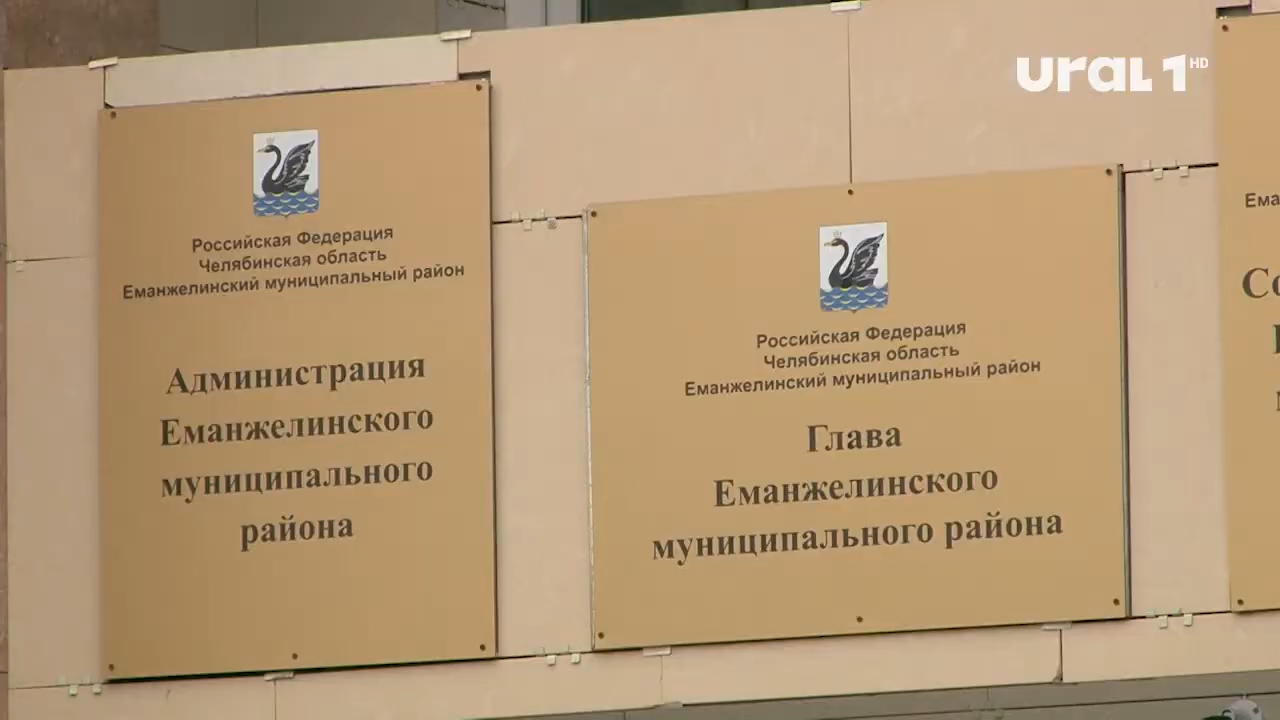 ural 1 HD
Российская Федерация
Челябинская область
Еманжелинский муниципальный район
Администрация
Еманжелинского
муниципального
района
Российская Федерация
Челябинская область
Еманжелинский муниципальный район
Глава
Еманжелинского
муниципального района